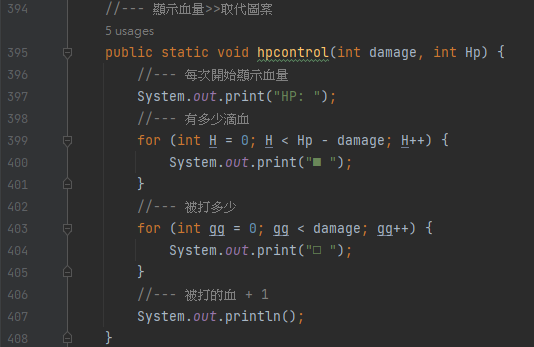 394 //--- 顯示血量>>取代圖案
5 usages
395 public static void hpcontrol(int damage, int Hp) {
396 //--- 每次開始顯示血量
397 System.out.print("HP: ");
398 //--- 有多少滴血
399 for (int H = 0; H < Hp - damage; H++) {
400 System.out.print("■ ");
401 }
402 //--- 被打多少
403 for (int gg = 0; gg < damage; gg++) {
404 System.out.print("□ ");
405 }
406 //--- 被打的血 + 1
407 System.out.println();
408 }